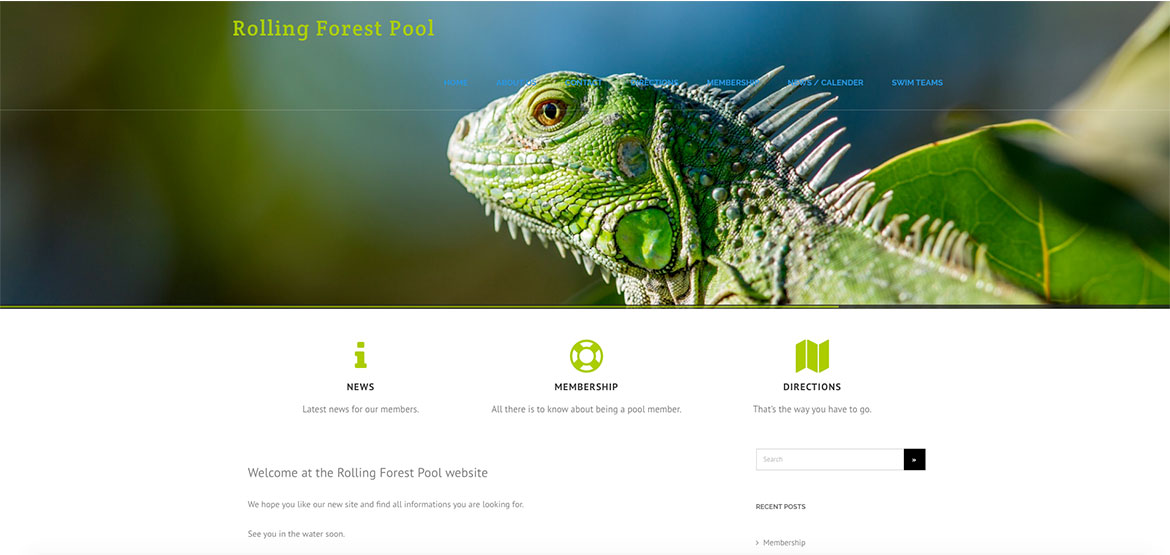 Rolling Forest Pool
HOME ABOUT US CONTACT DIRECTIONS MEMBERSHIP NEWS / CALENDER SWIM TEAMS
NEWS
Latest news for our members.
MEMBERSHIP
All there is to know about being a pool member.
DIRECTIONS
That's the way you have to go.
Search »
Welcome at the Rolling Forest Pool website
We hope you like our new site and find all informations you are looking for.
See you in the water soon.
RECENT POSTS
› Membership